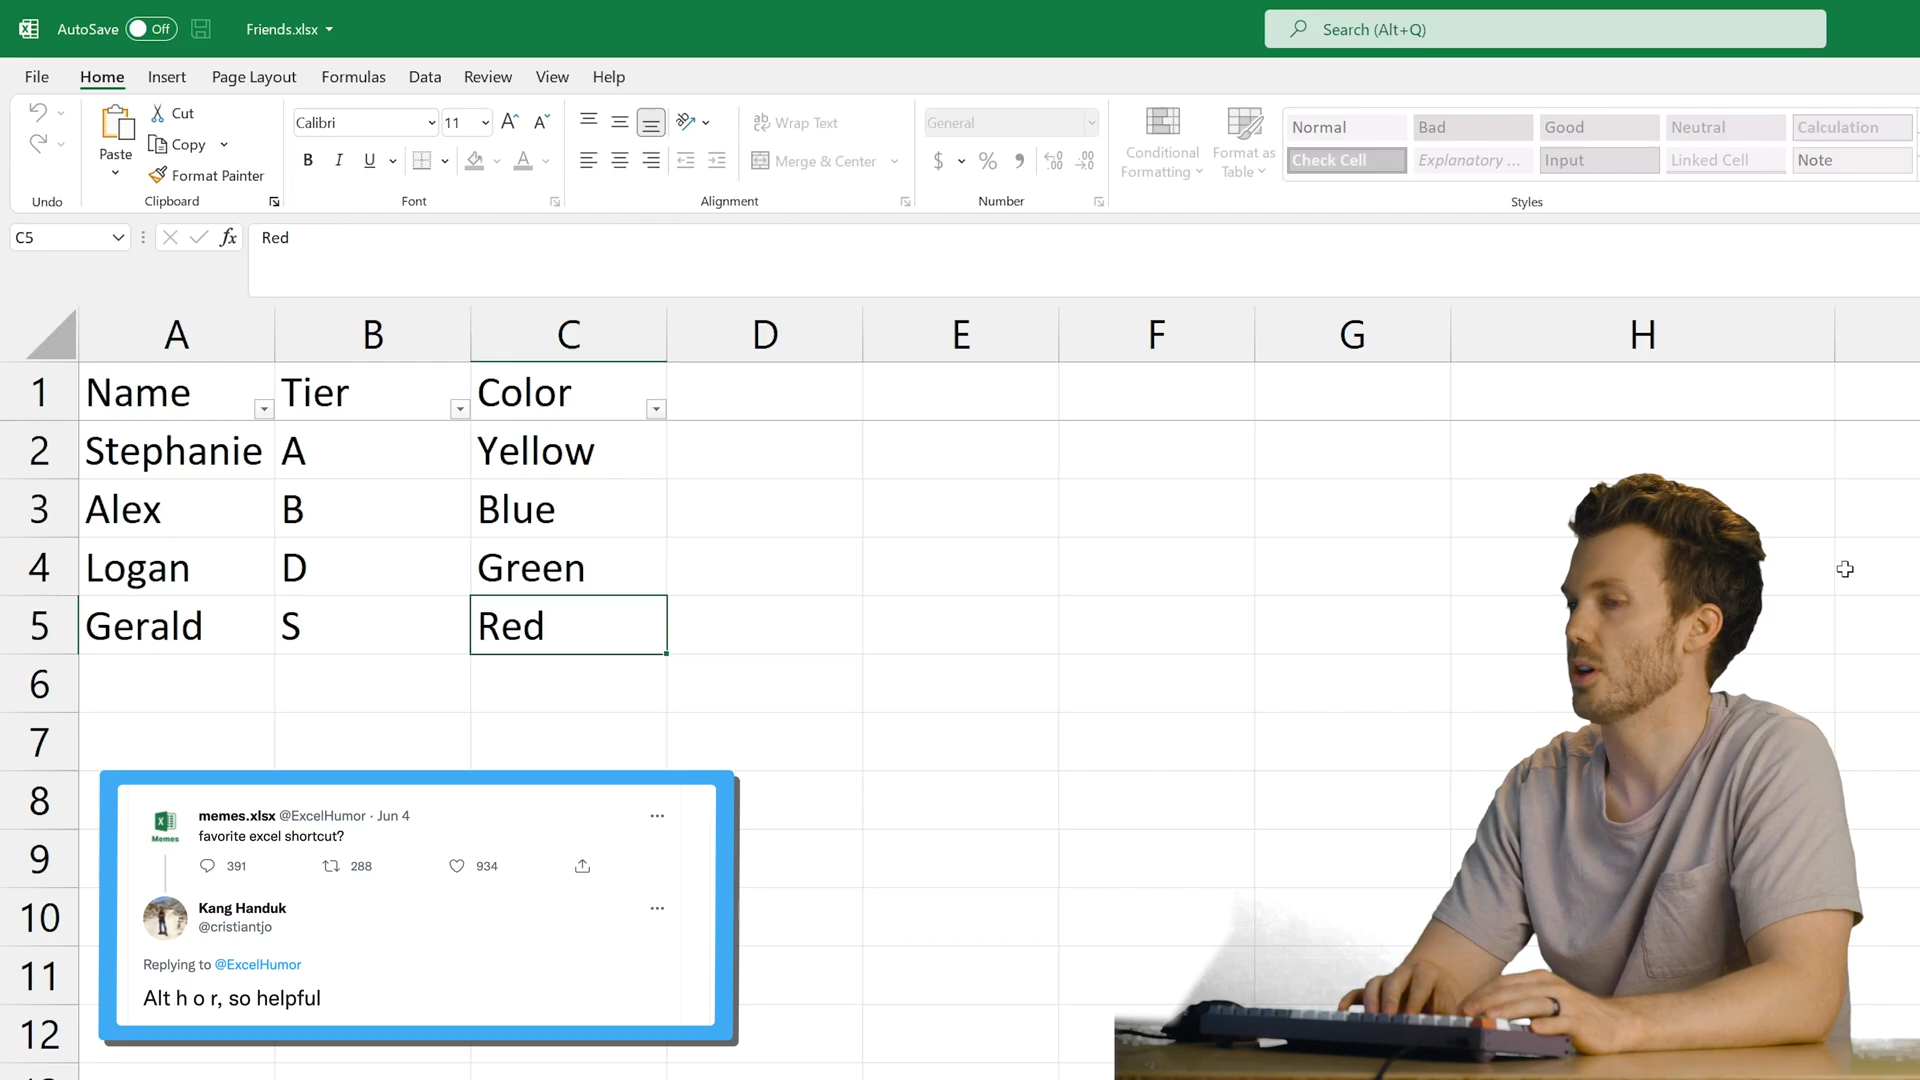 AutoSave Off Friends.xlsx Search (Alt+Q)
File Home Insert Page Layout Formulas Data Review View Help
Cut
Copy
Paste
Format Painter
Undo Clipboard
Calibri 11
B I U
Font
ab
Wrap Text
Merge & Center
Alignment
General
$ % 9
Number
Conditional Formatting
Format as Table
Normal Bad Good Neutral Calculation
Check Cell Explanatory ... Input Linked Cell Note
Styles
C5 fx Red
A B C D E F G H
1 Name Tier Color
2 Stephanie A Yellow
3 Alex B Blue
4 Logan D Green
5 Gerald S Red
6
7
8
9
10
11
12
Memes
memes.xlsx @ExcelHumor · Jun 4
favorite excel shortcut?
391 288 934
Kang Handuk
@cristiantjo
Replying to @ExcelHumor
Alt h o r, so helpful